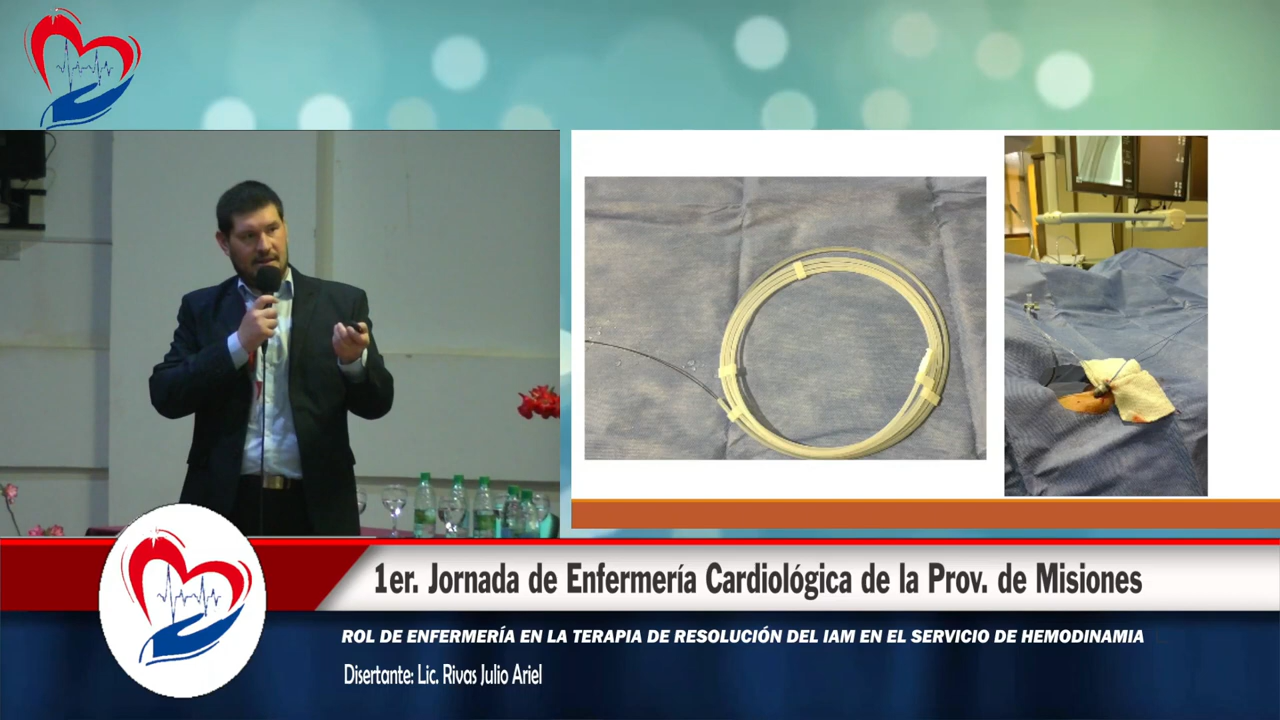 1er. Jornada de Enfermería Cardiológica de la Prov. de Misiones
ROL DE ENFERMERÍA EN LA TERAPIA DE RESOLUCIÓN DEL IAM EN EL SERVICIO DE HEMODINAMIA
Disertante: Lic. Rivas Julio Ariel